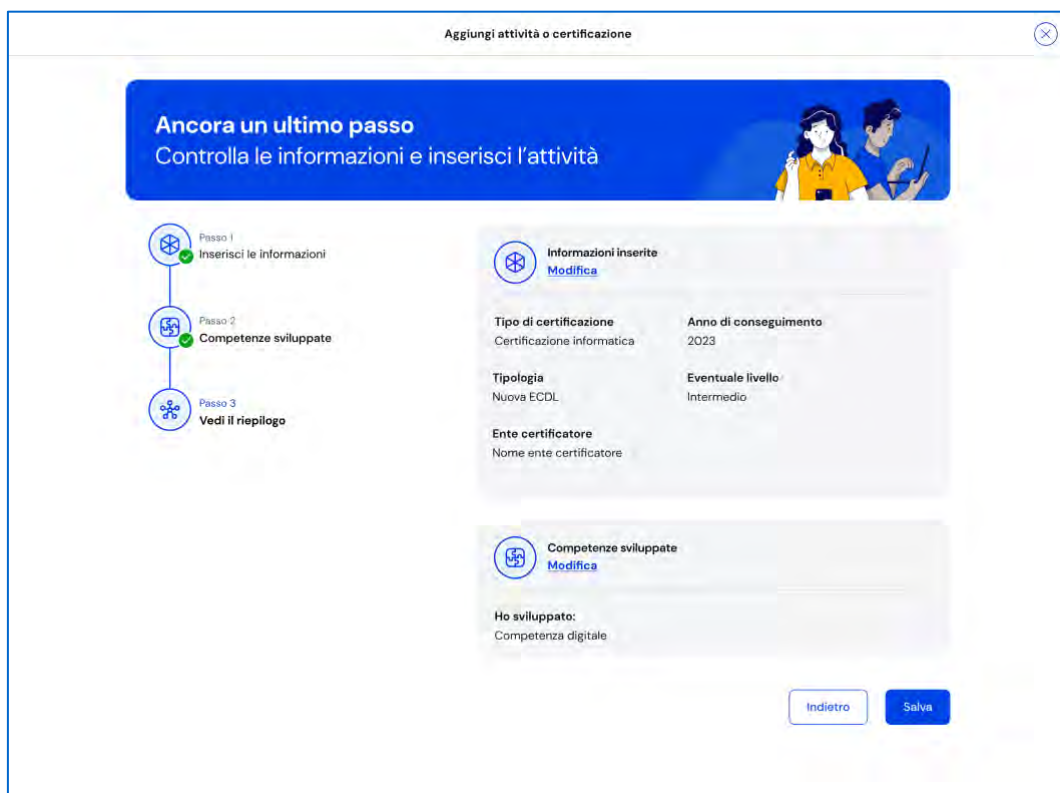 Aggiungi attività o certificazione
Ancora un ultimo passo
Controlla le informazioni e inserisci l'attività
Passo 1
Inserisci le informazioni
Passo 2
Competenze sviluppate
Passo 3
Vedi il riepilogo
Informazioni inserite
Modifica
Tipo di certificazione
Certificazione informatica
Anno di conseguimento
2023
Tipologia
Nuova ECDL
Eventuale livello
Intermedio
Ente certificatore
Nome ente certificatore
Competenze sviluppate
Modifica
Ho sviluppato:
Competenza digitale
Indietro
Salva